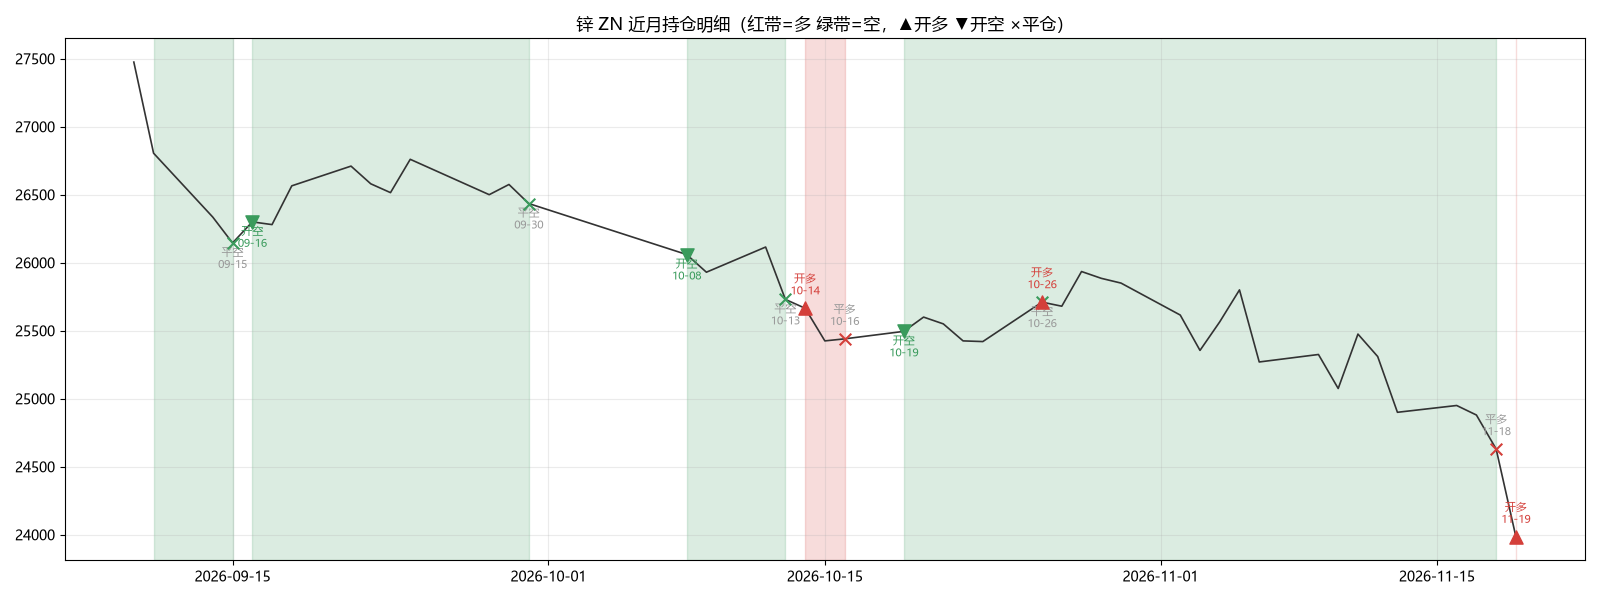 锌 ZN 近月持仓明细（红带=多 绿带=空，▲开多 ▼开空 ×平仓）
27500
27000
26500
26000
25500
25000
24500
24000
平空
09-15
开空
09-16
平空
09-30
开空
10-08
平空
10-13
开多
10-14
平多
10-16
开空
10-19
开多
10-26
平空
10-26
平多
11-18
开多
11-19
2026-09-15
2026-10-01
2026-10-15
2026-11-01
2026-11-15